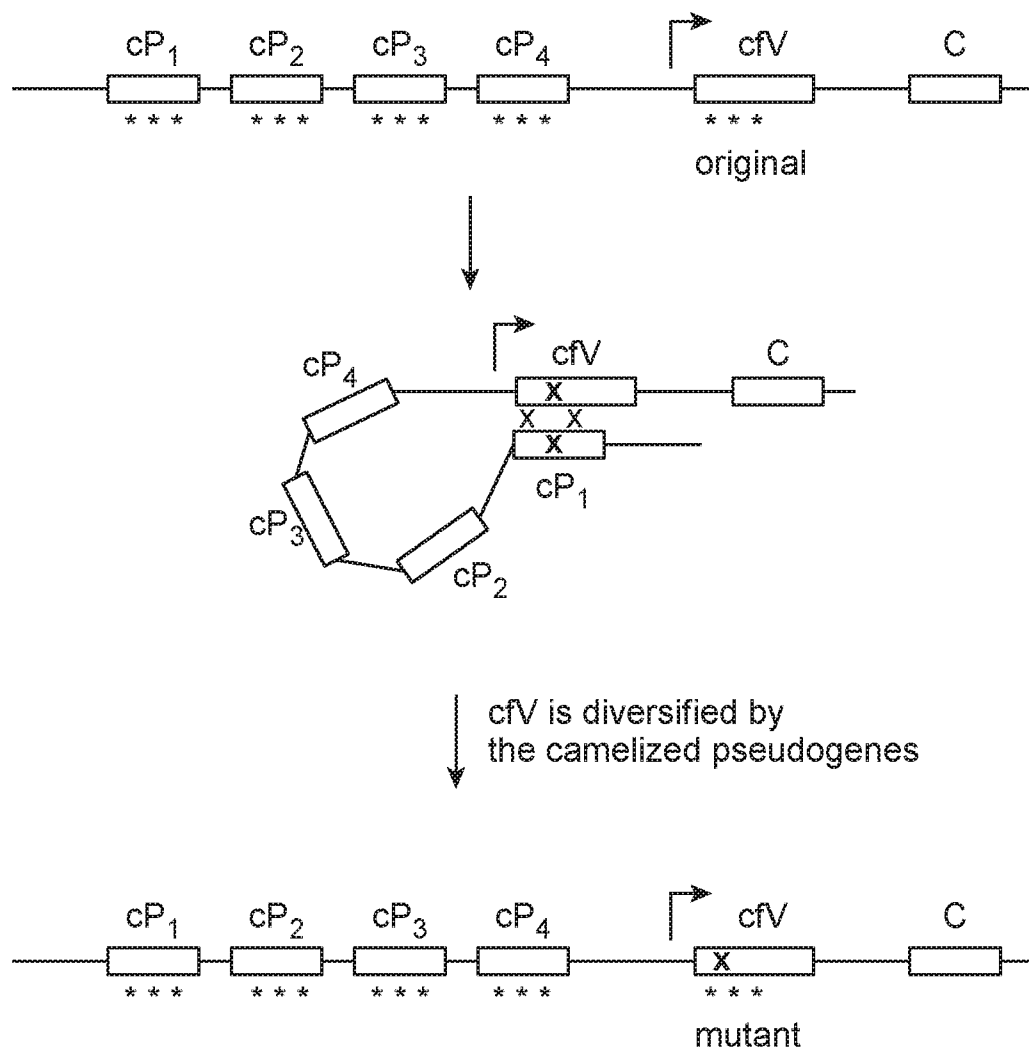 cP1 cP2 cP3 cP4 cfV C
* * * * * * * * * * * * * * *
original
cfV C
cP4
X
X X
X
cP1
cP3
cP2
cfV is diversified by
the camelized pseudogenes
cP1 cP2 cP3 cP4 cfV C
X
* * * * * * * * * * * * * * *
mutant